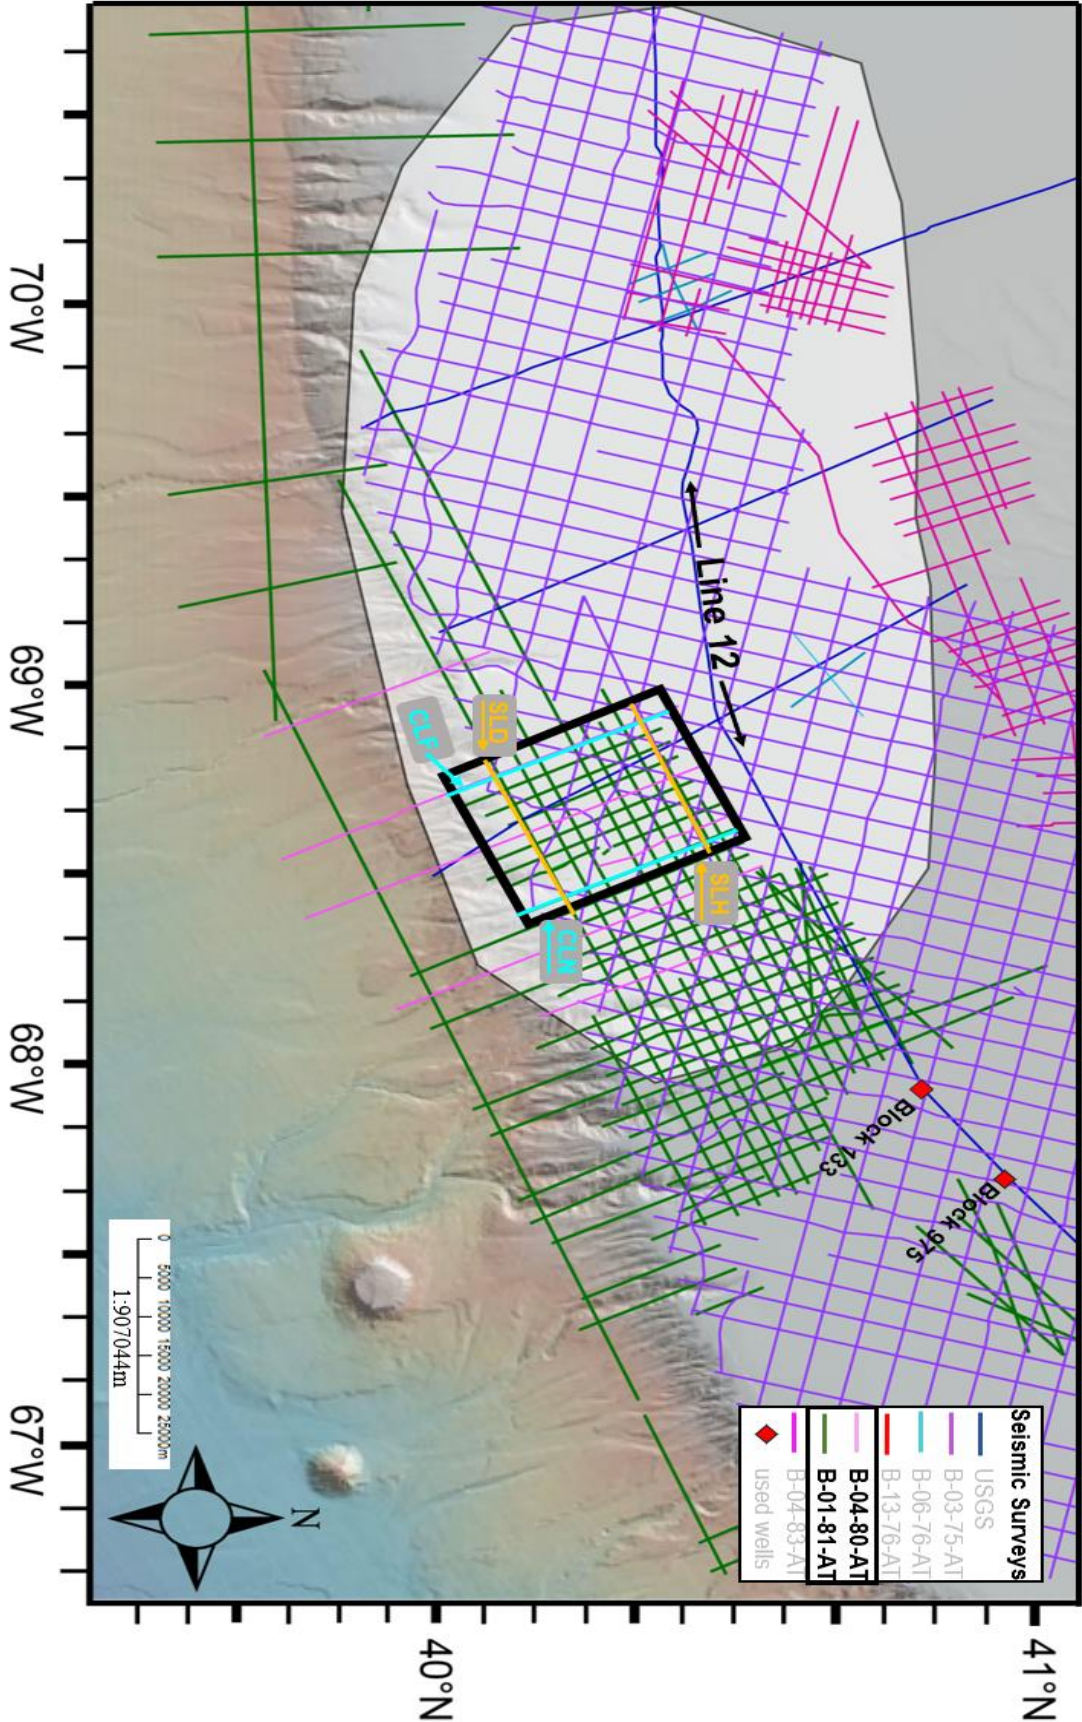 70°W
69°W
68°W
67°W
40°N
41°N
Line 12
CLF
SLD
SLH
CLN
Block 133
Block 975
Seismic Surveys
USGS
B-03-75-AT
B-06-76-AT
B-13-76-AT
B-04-80-AT
B-01-81-AT
B-04-83-AT
used wells
0 5000 10000 15000 20000 25000m
1:907044m
N